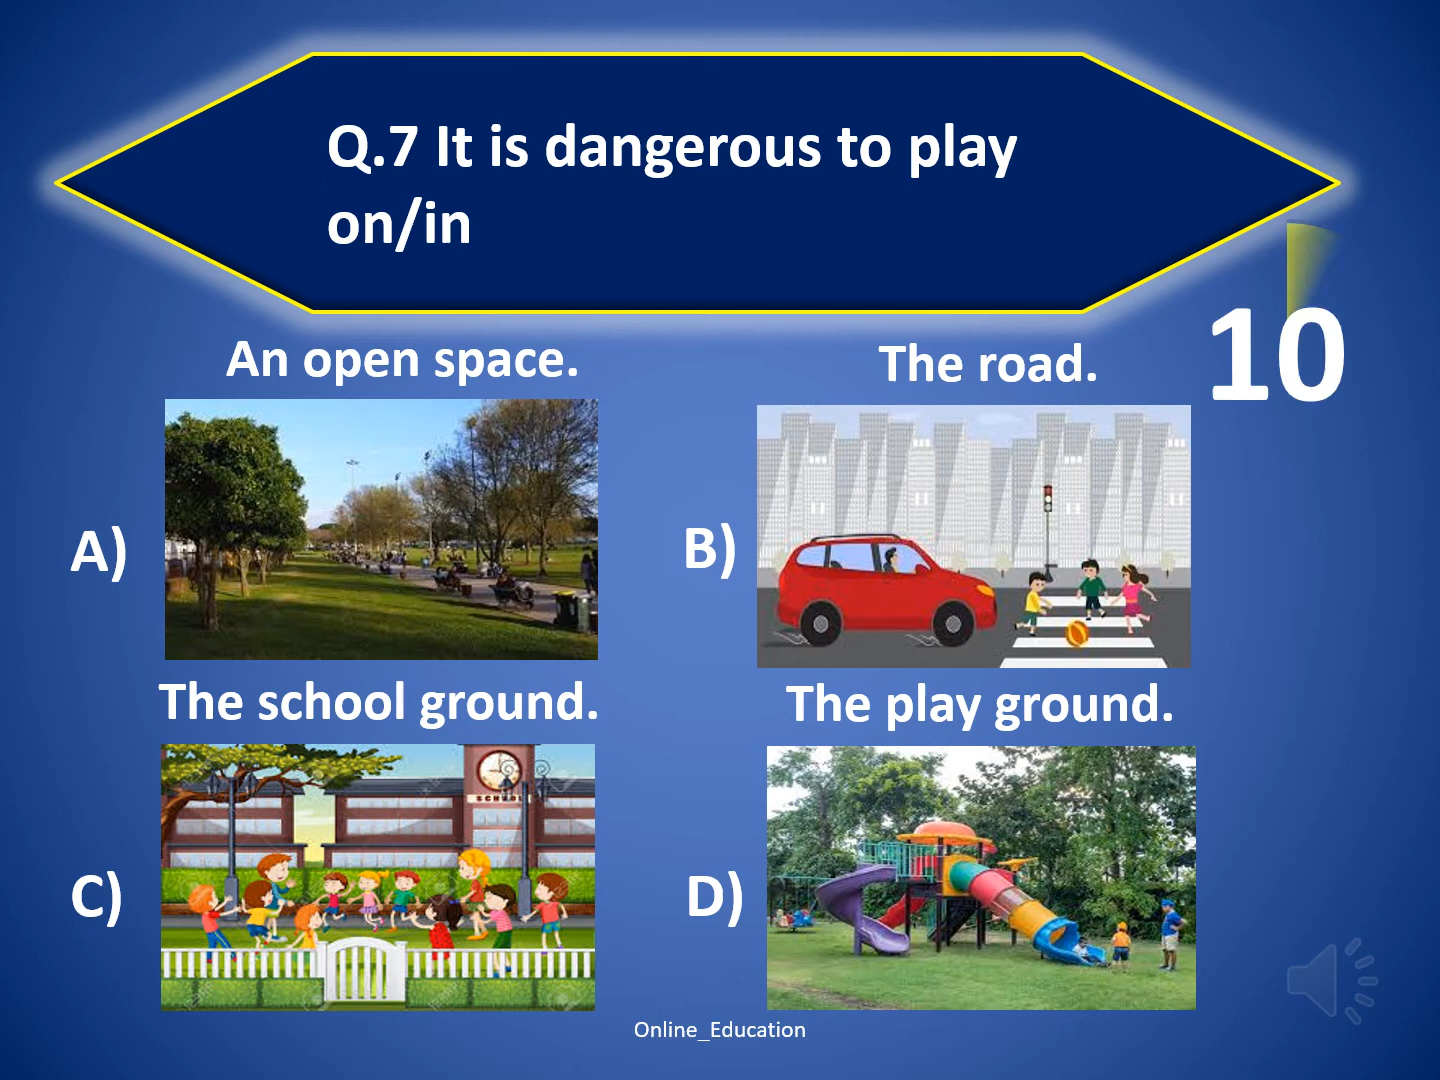 Q.7 It is dangerous to play
on/in
10
An open space.
The road.
A)
B)
The school ground.
The play ground.
SCHOOL
C)
D)
Online_Education